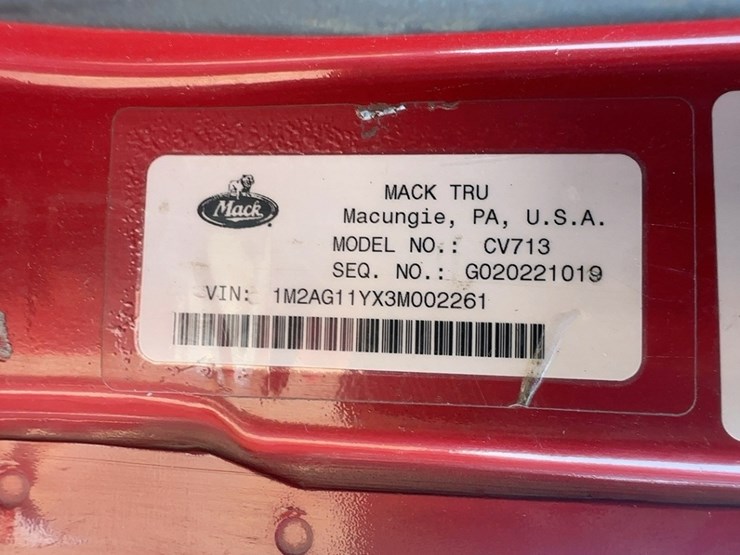 Mack
MACK TRU
Macungie, PA, U.S.A.
MODEL NO.: CV713
SEQ. NO.: G020221019
VIN: 1M2AG11YX3M002261